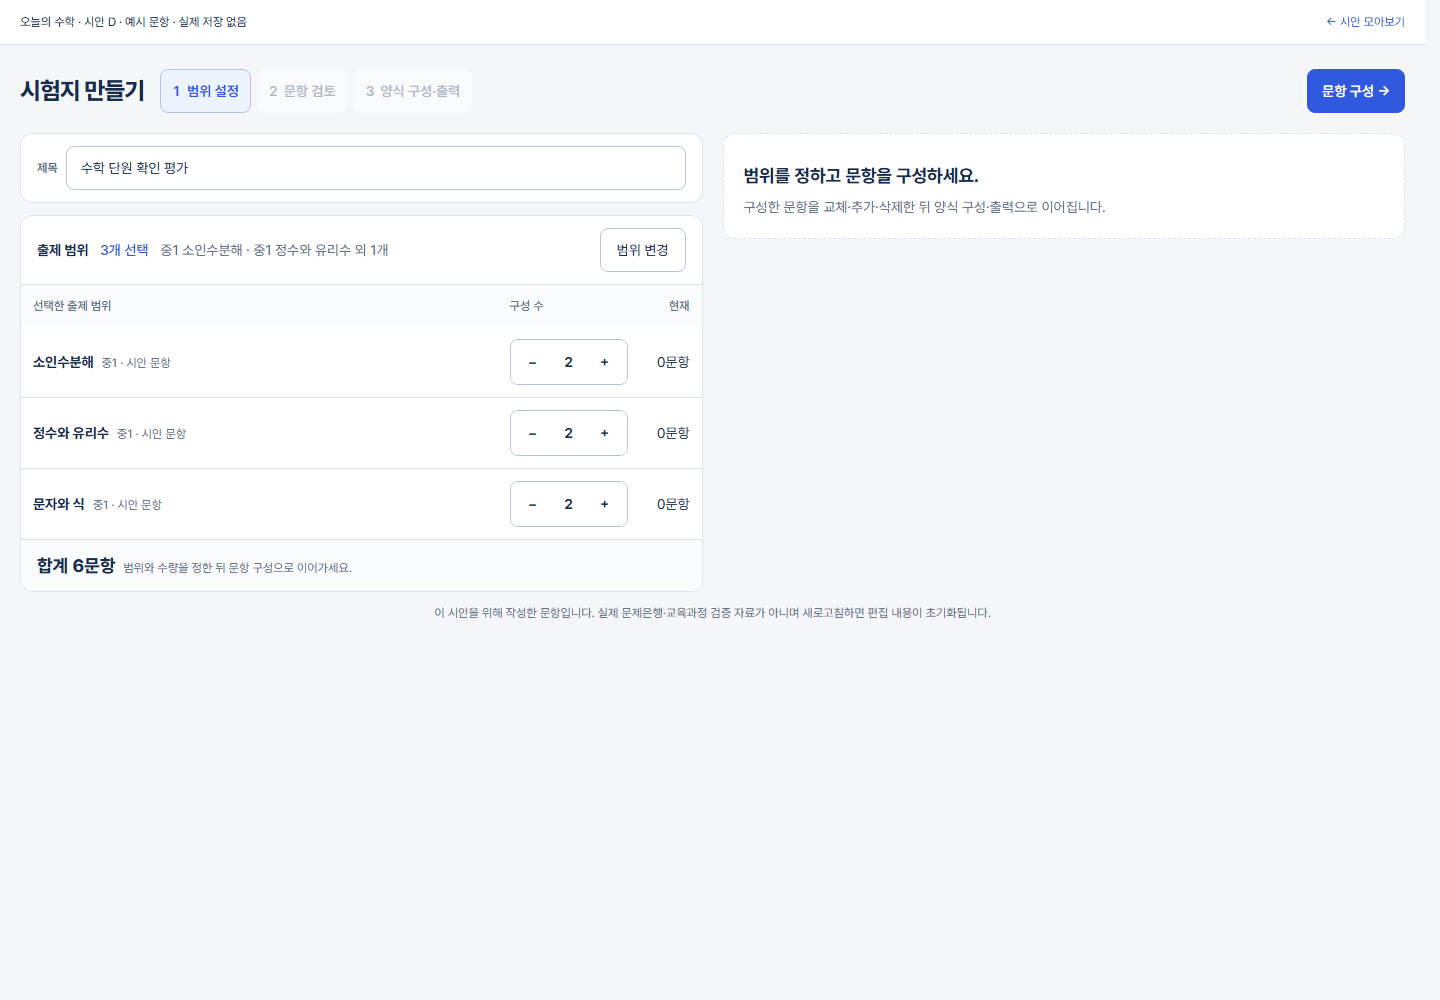 오늘의 수학 · 시안 D · 예시 문항 · 실제 저장 없음
← 시안 모아보기
시험지 만들기
1 범위 설정
2 문항 검토
3 양식 구성·출력
문항 구성 →
제목
수학 단원 확인 평가
출제 범위 3개 선택 중1 소인수분해 · 중1 정수와 유리수 외 1개
범위 변경
선택한 출제 범위 구성 수 현재
소인수분해 중1 · 시안 문항 − 2 + 0문항
정수와 유리수 중1 · 시안 문항 − 2 + 0문항
문자와 식 중1 · 시안 문항 − 2 + 0문항
합계 6문항 범위와 수량을 정한 뒤 문항 구성으로 이어가세요.
범위를 정하고 문항을 구성하세요.
구성한 문항을 교체·추가·삭제한 뒤 양식 구성·출력으로 이어집니다.
이 시안을 위해 작성한 문항입니다. 실제 문제은행·교육과정 검증 자료가 아니며 새로고침하면 편집 내용이 초기화됩니다.